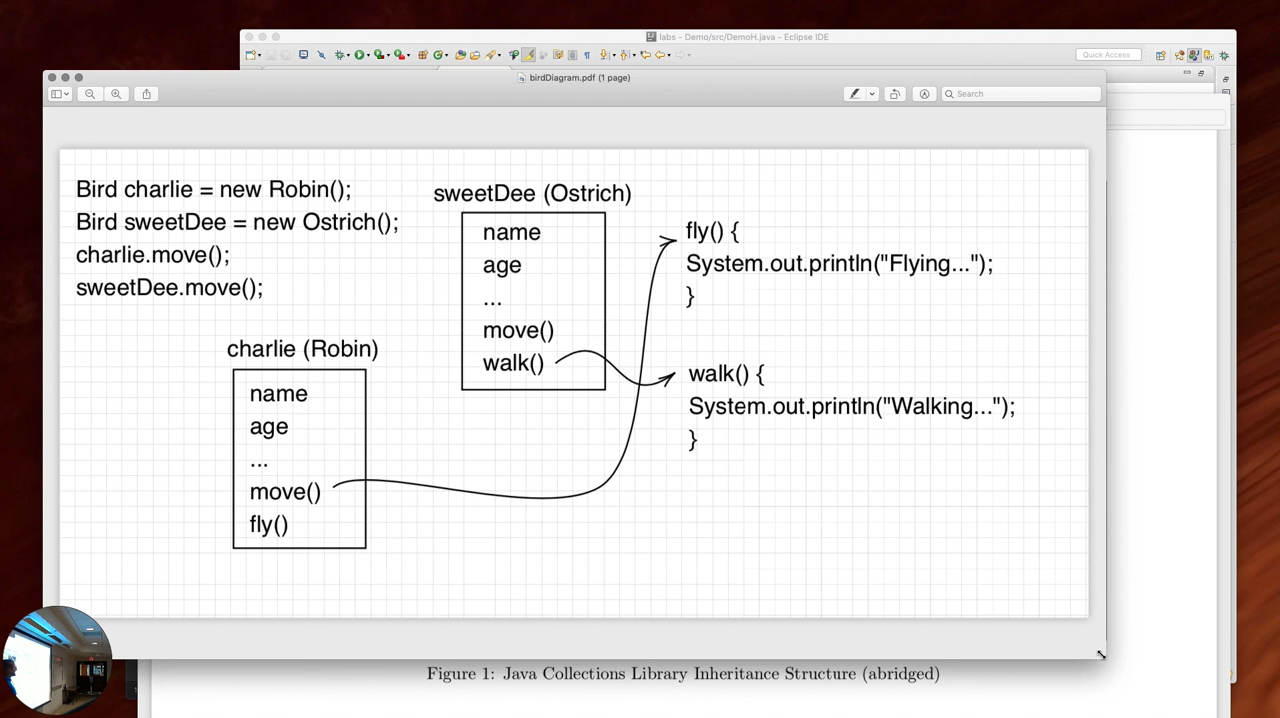 labs - Demo/src/DemoH.java - Eclipse IDE
Quick Access
birdDiagram.pdf (1 page)
Search
Bird charlie = new Robin();
Bird sweetDee = new Ostrich();
charlie.move();
sweetDee.move();
sweetDee (Ostrich)
name
age
...
move()
walk()
fly() {
System.out.println("Flying...");
}
walk() {
System.out.println("Walking...");
}
charlie (Robin)
name
age
...
move()
fly()
Figure 1: Java Collections Library Inheritance Structure (abridged)